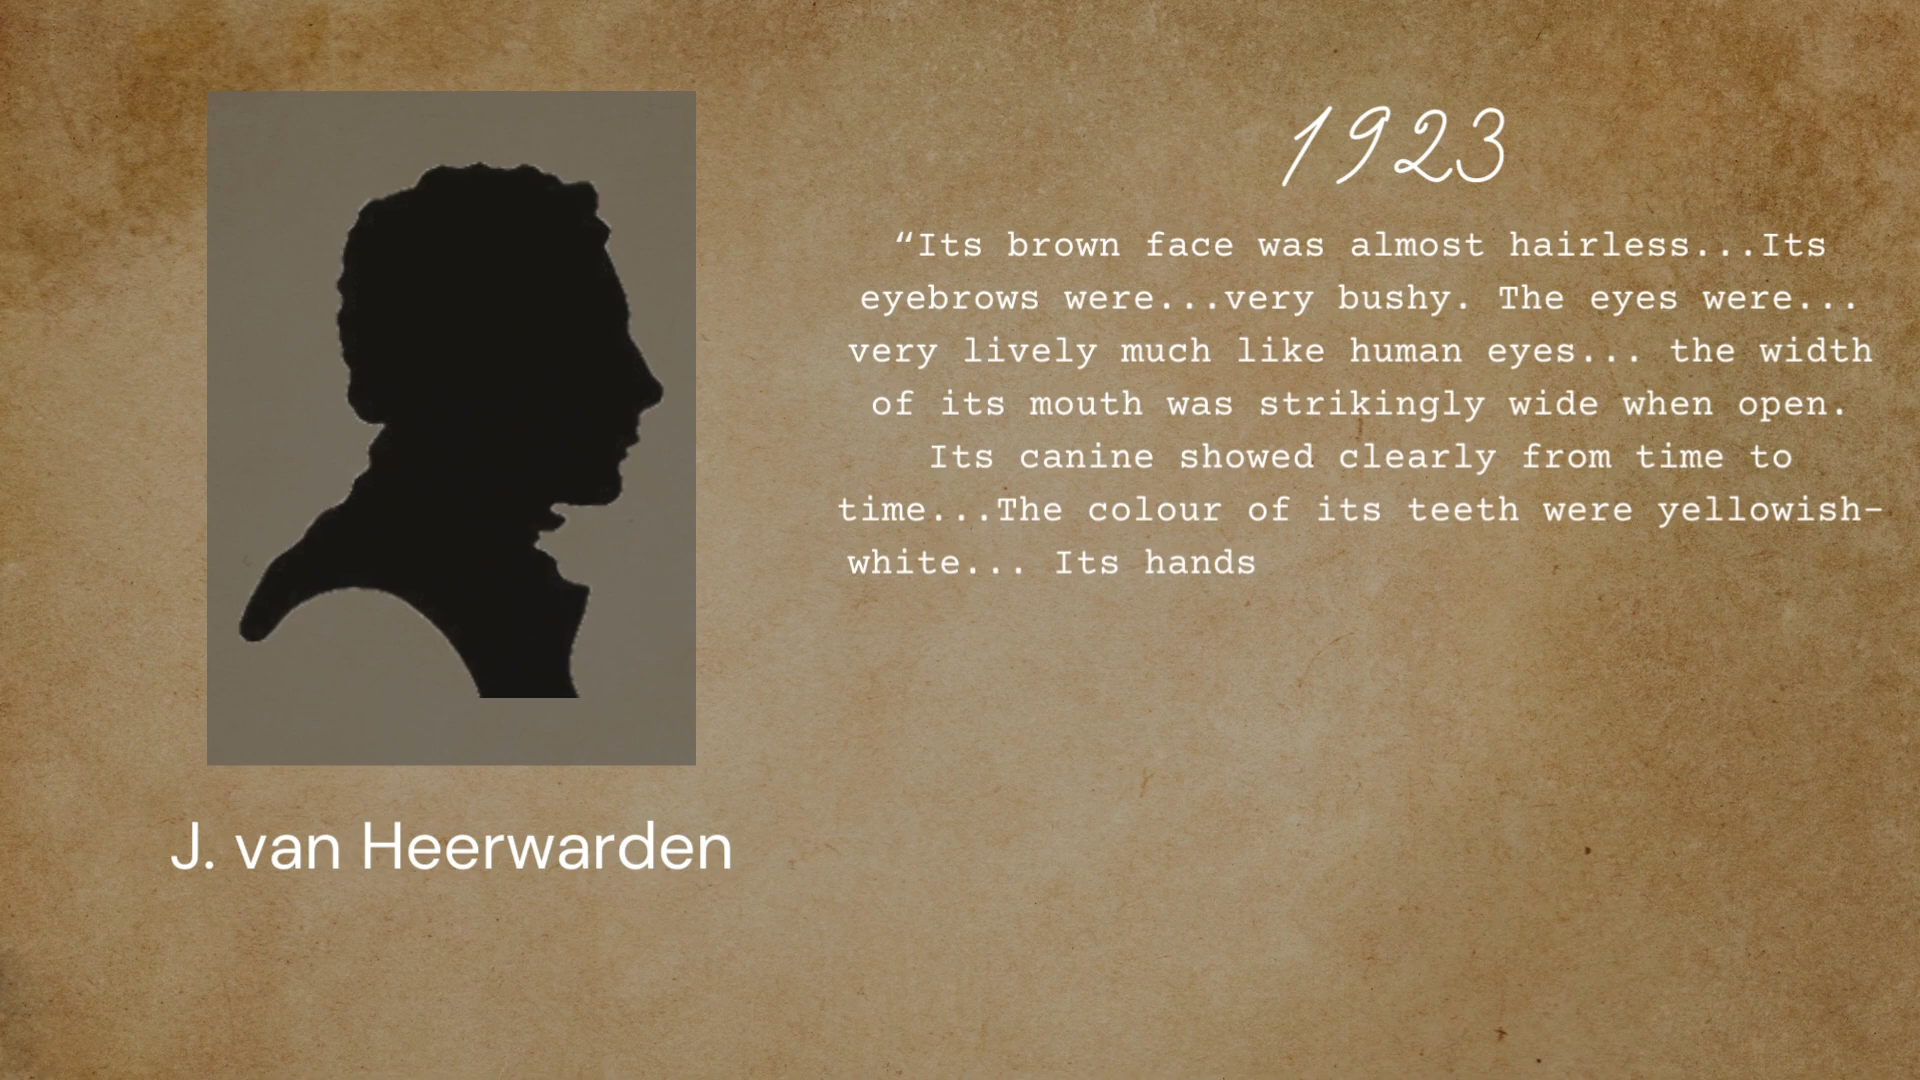 1923
“Its brown face was almost hairless...Its
eyebrows were...very bushy. The eyes were...
very lively much like human eyes... the width
of its mouth was strikingly wide when open.
Its canine showed clearly from time to
time...The colour of its teeth were yellowish-
white... Its hands
J. van Heerwarden